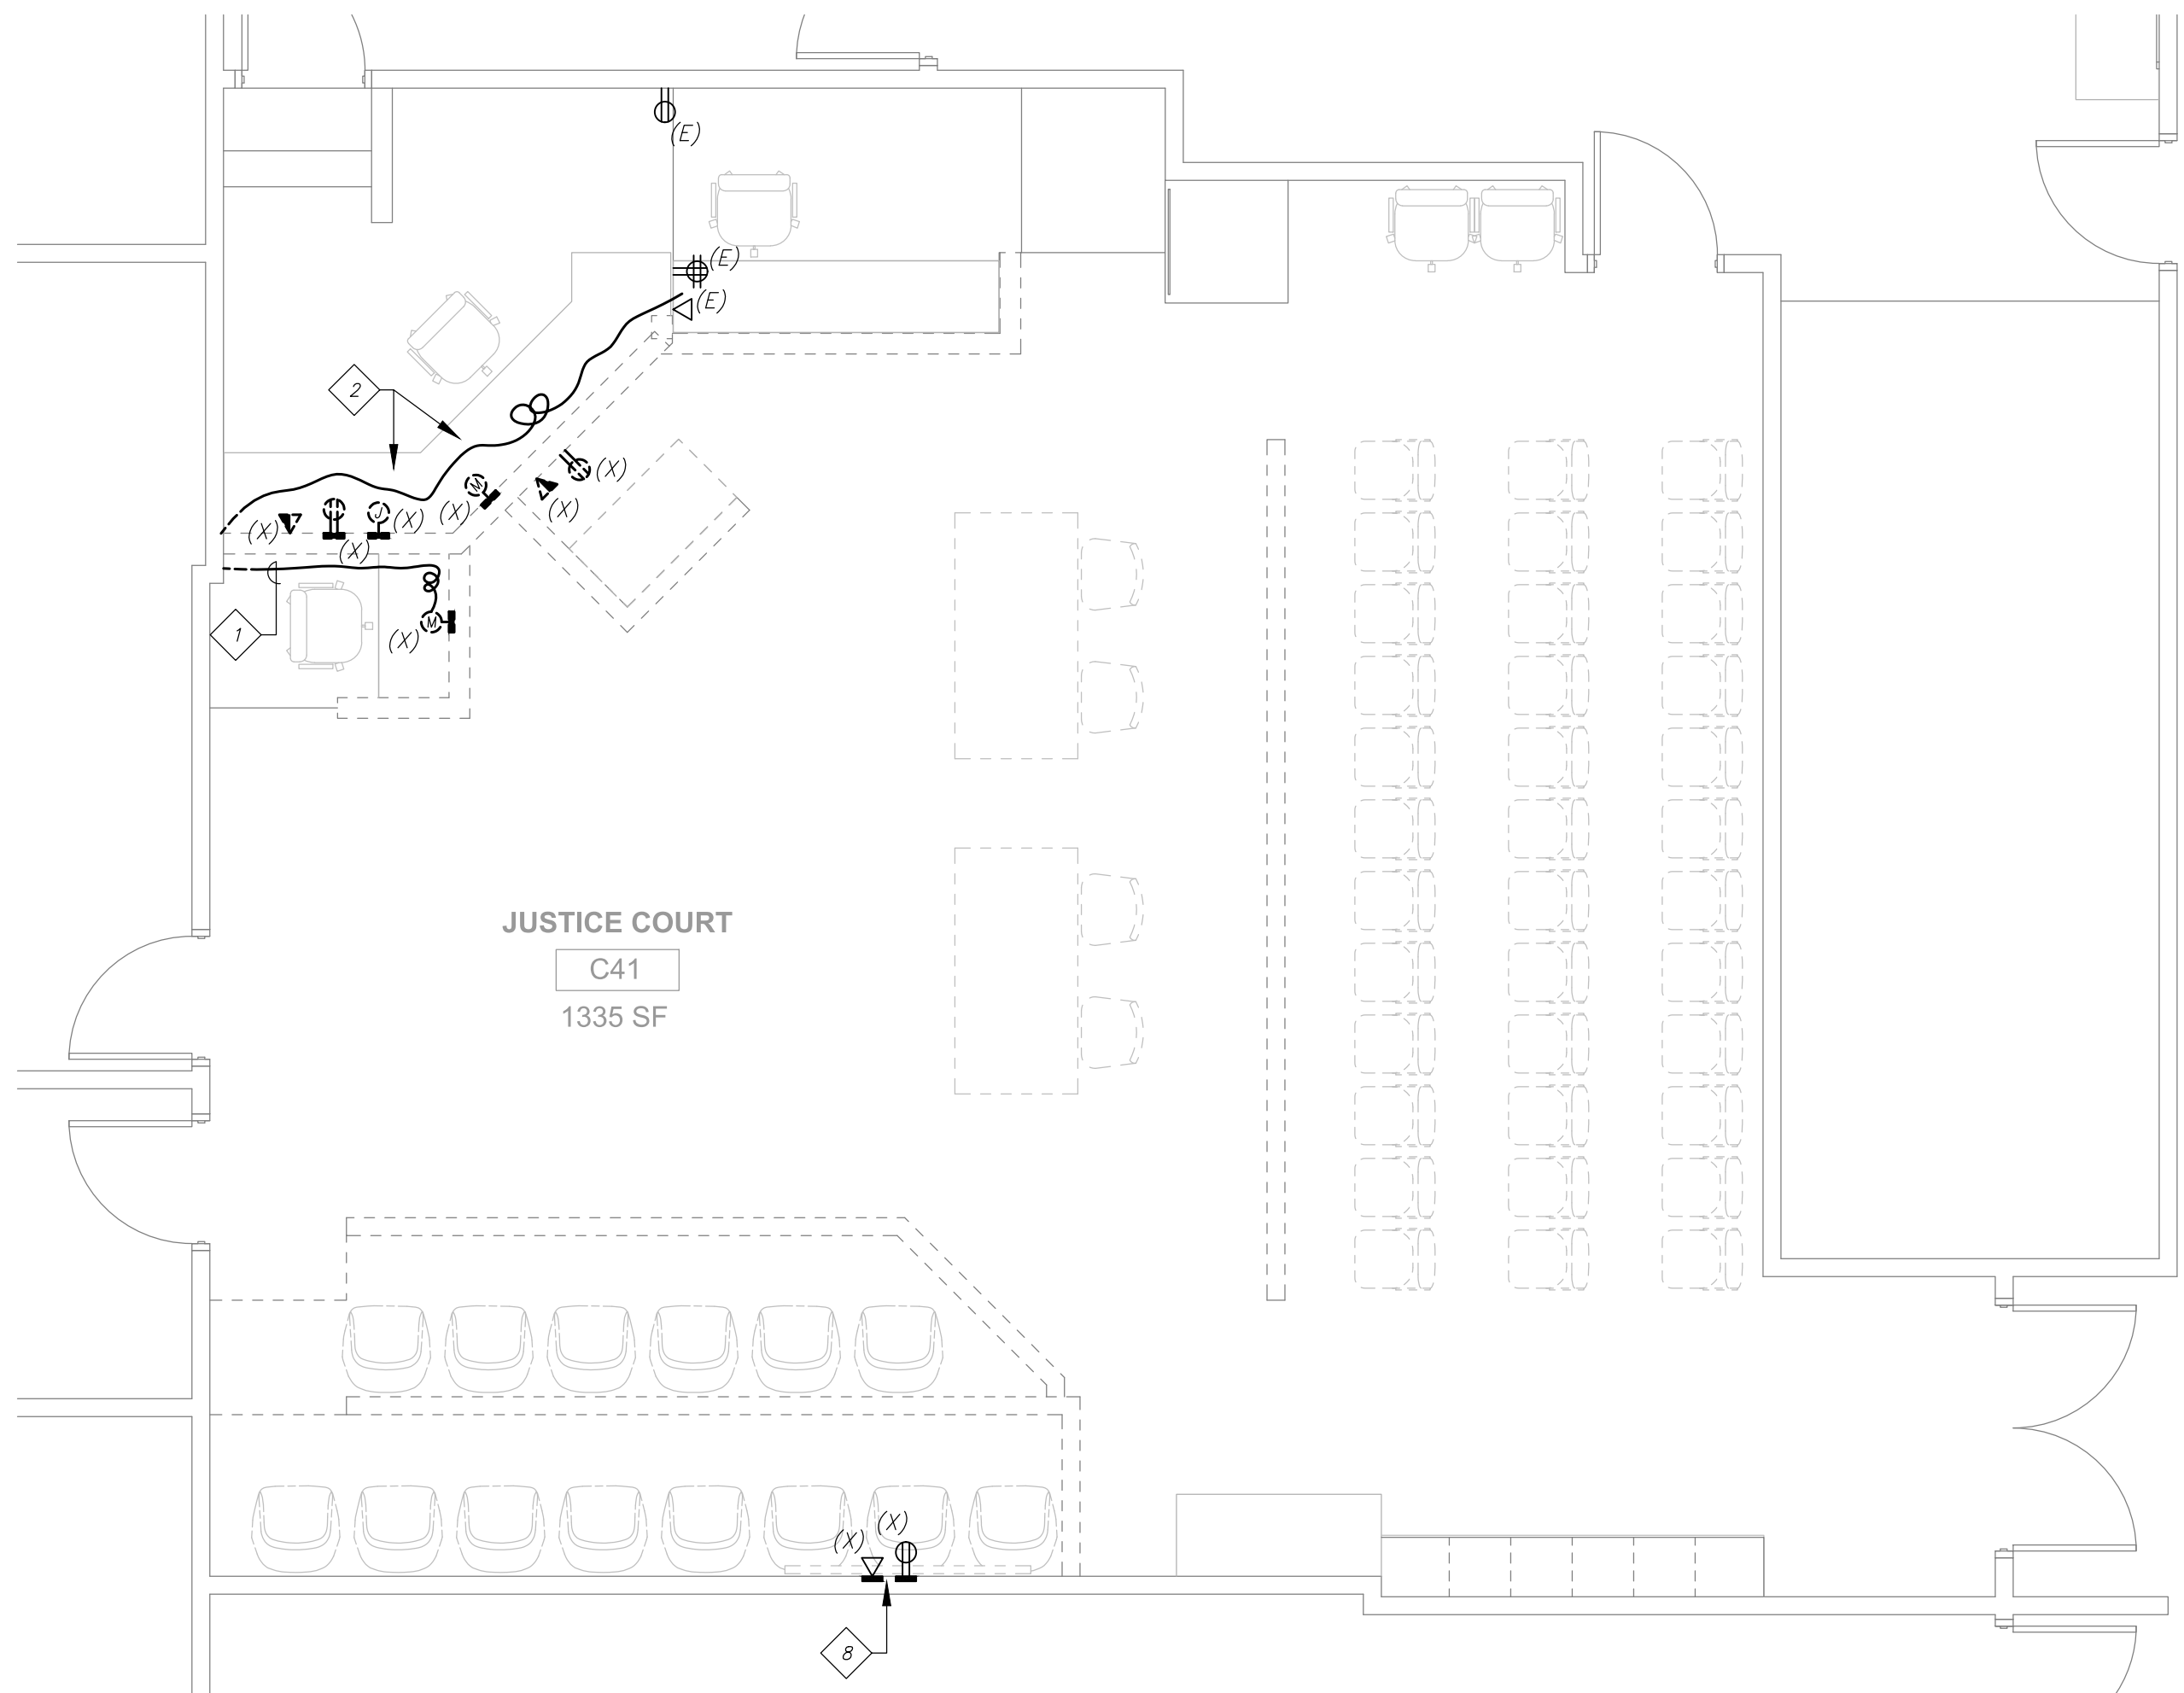 (E)
(E)
(E)
2
(X)
(X)
M
(X)
J
(X)
(X)
(X)
1
M
(X)
JUSTICE COURT
C41
1335 SF
(X)
(X)
8